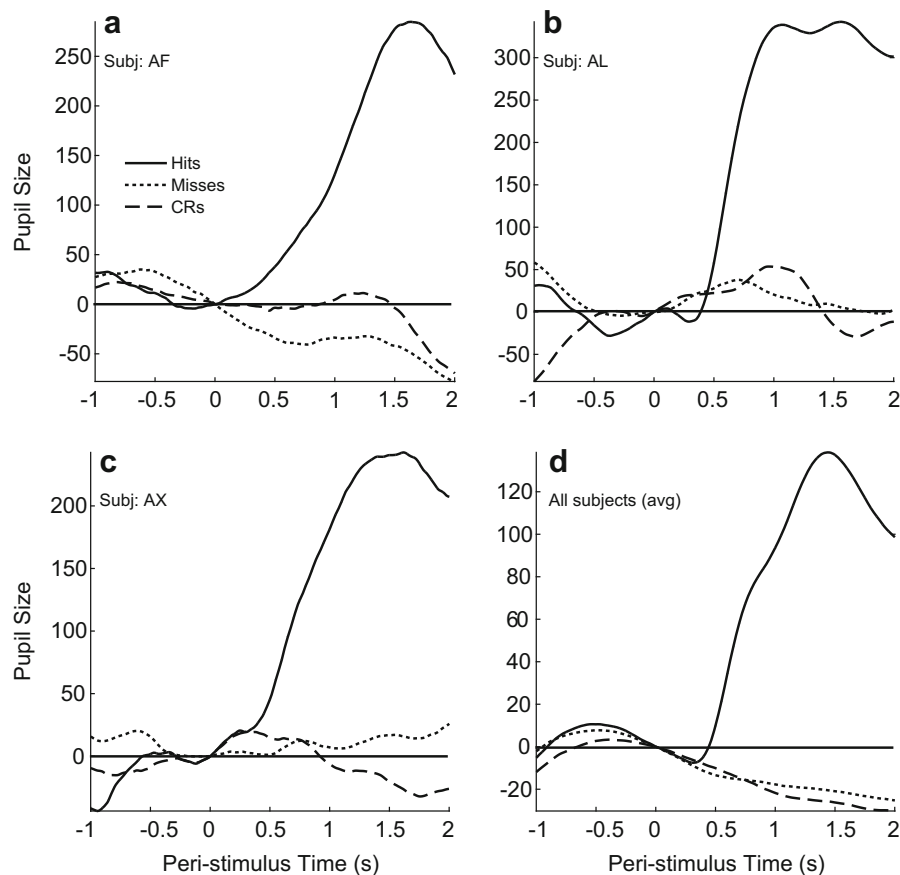 a
Subj: AF
250
200
150
100
50
0
-50
Pupil Size
Hits
Misses
CRs
-1 -0.5 0 0.5 1 1.5 2
b
Subj: AL
300
250
200
150
100
50
0
-50
-1 -0.5 0 0.5 1 1.5 2
c
Subj: AX
200
150
100
50
0
Pupil Size
-1 -0.5 0 0.5 1 1.5 2
Peri-stimulus Time (s)
d
All subjects (avg)
120
100
80
60
40
20
0
-20
-1 -0.5 0 0.5 1 1.5 2
Peri-stimulus Time (s)